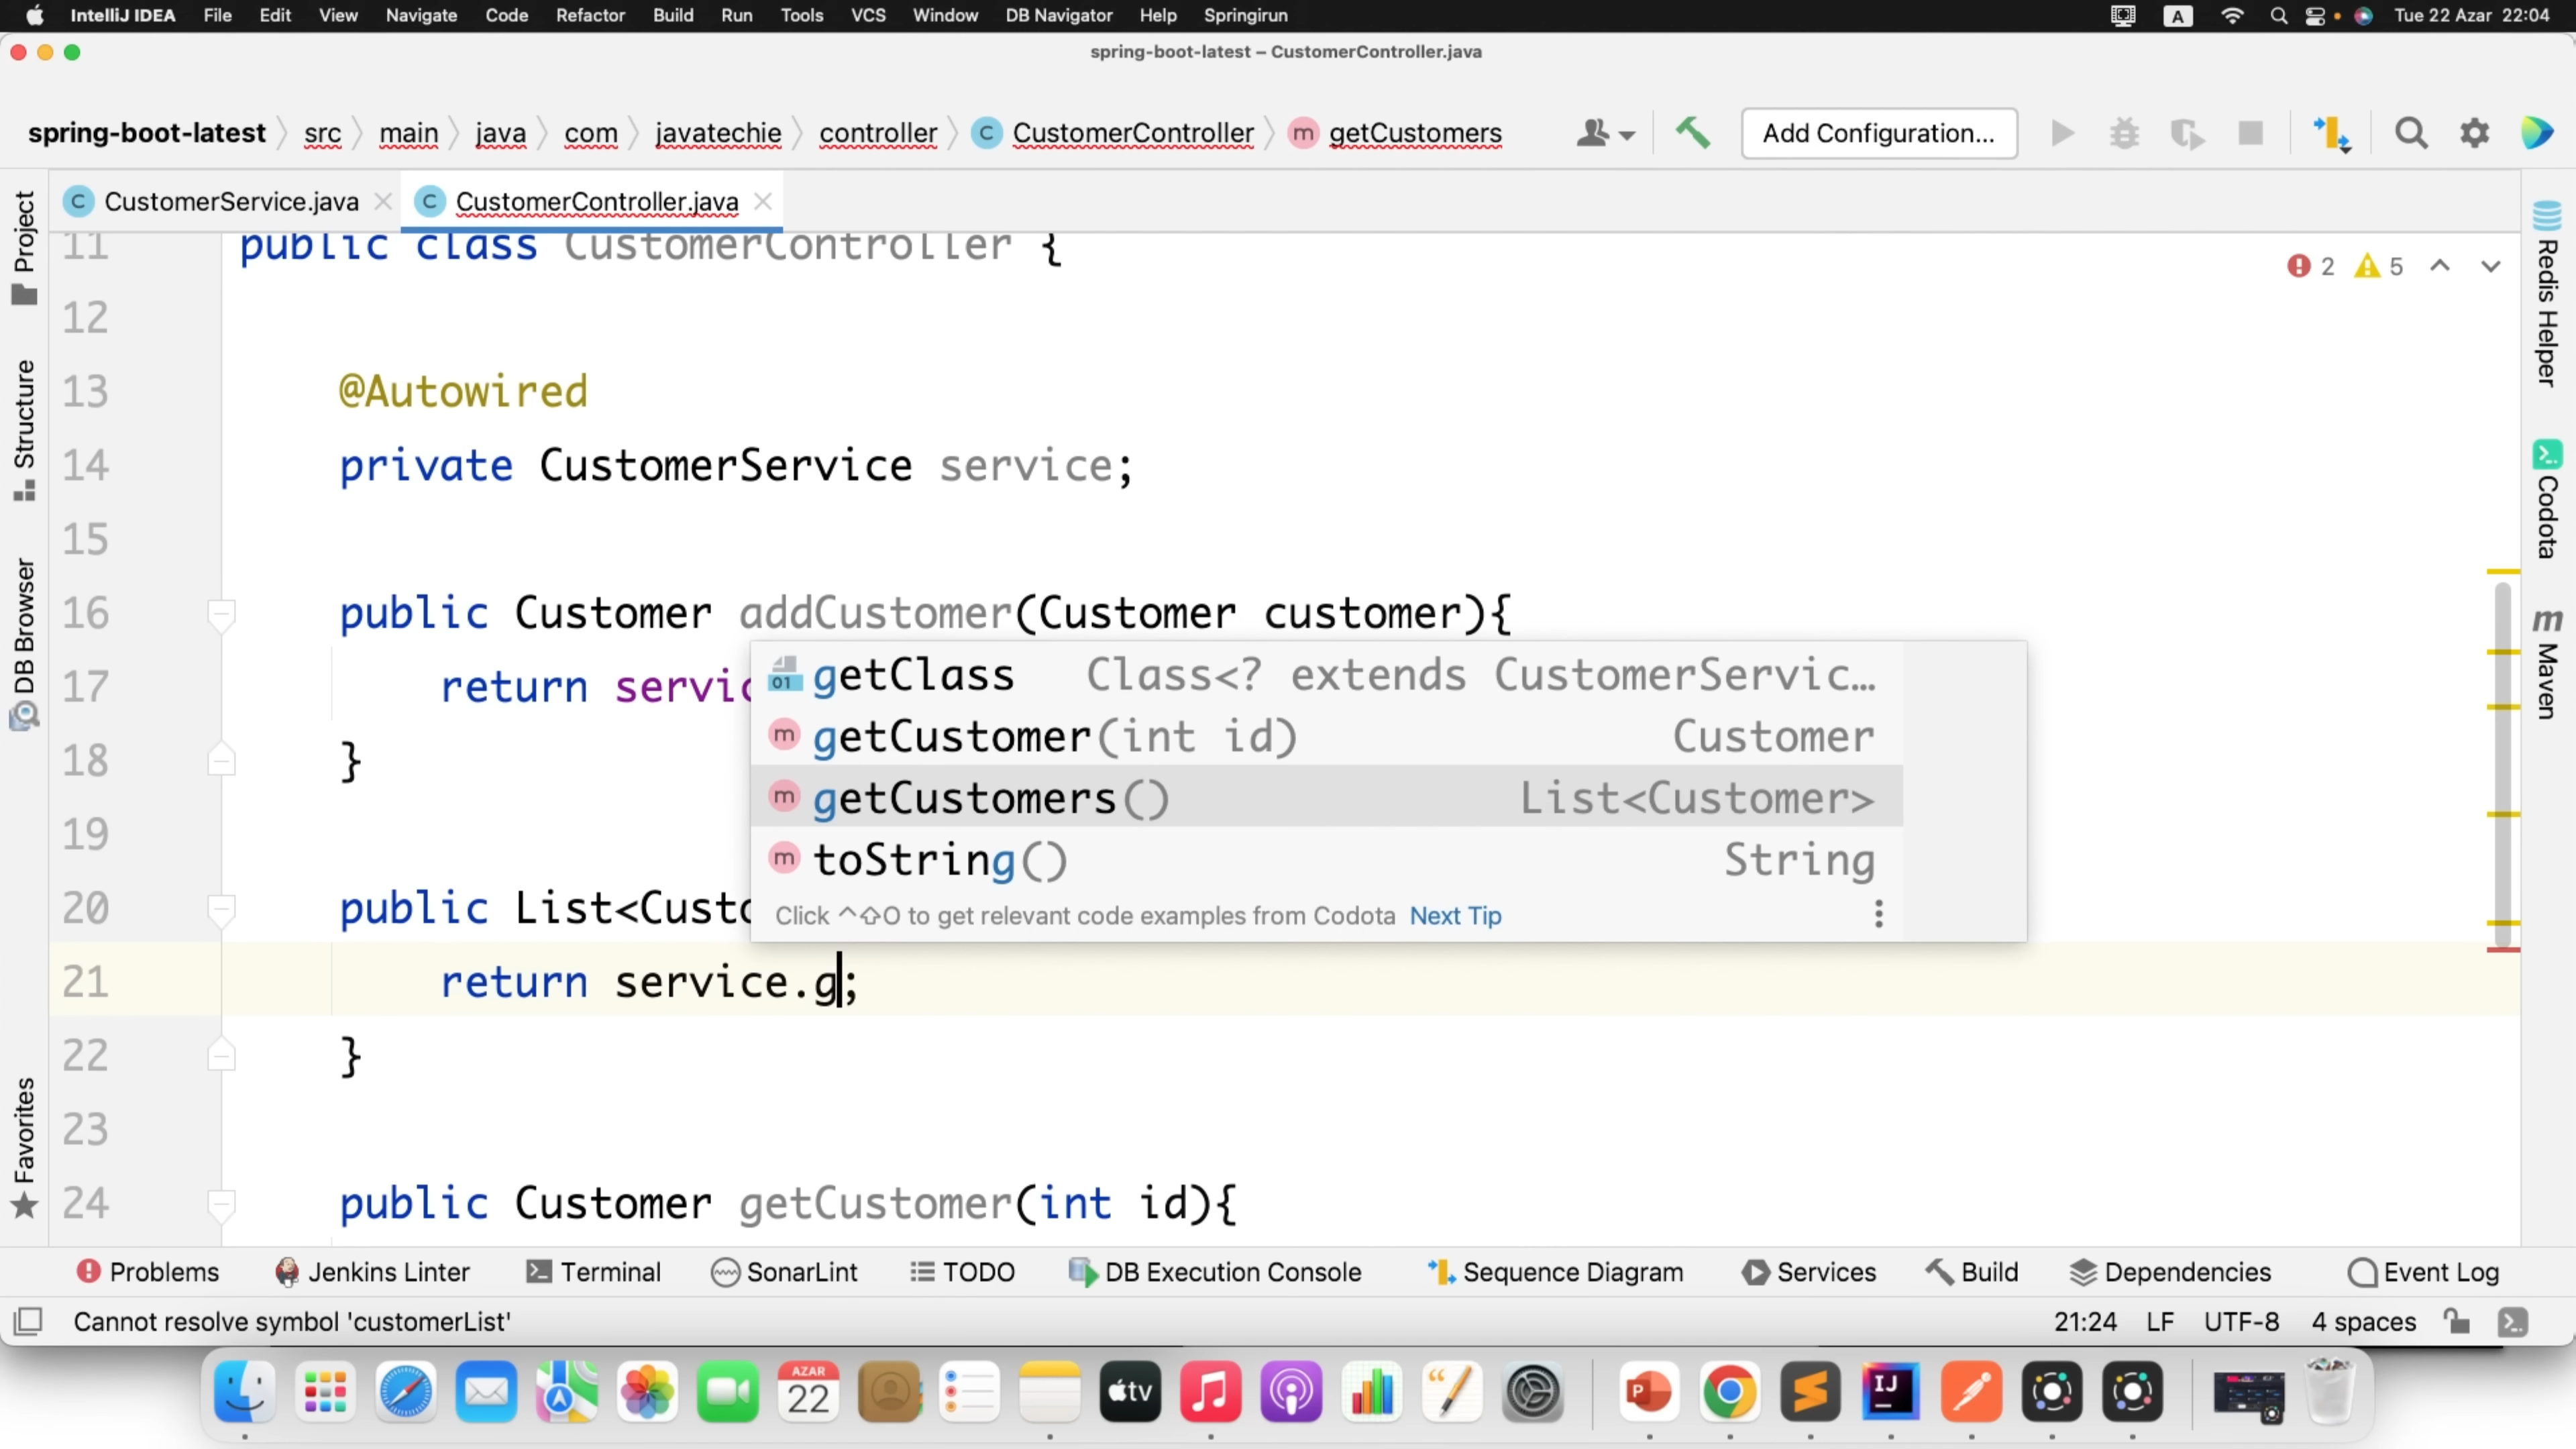 IntelliJ IDEA File Edit View Navigate Code Refactor Build Run Tools VCS Window DB Navigator Help Springirun A Tue 22 Azar 22:04
spring-boot-latest – CustomerController.java
spring-boot-latest src main java com javatechie controller C CustomerController m getCustomers Add Configuration...
C CustomerService.java C CustomerController.java
Project
Structure
DB Browser
Favorites
11 public class CustomerController {
2 5
12
13 @Autowired
14 private CustomerService service;
15
16 public Customer addCustomer(Customer customer){
17 return servic
18 }
19
20 public List<Custo
21 return service.g;
22 }
23
24 public Customer getCustomer(int id){
01 getClass Class<? extends CustomerServic…
m getCustomer(int id) Customer
m getCustomers() List<Customer>
m toString() String
Click ^⇧O to get relevant code examples from Codota Next Tip
Redis Helper
Codota
m Maven
Problems Jenkins Linter Terminal SonarLint TODO DB Execution Console Sequence Diagram Services Build Dependencies Event Log
Cannot resolve symbol 'customerList' 21:24 LF UTF-8 4 spaces
AZAR
22
tv
P
IJ